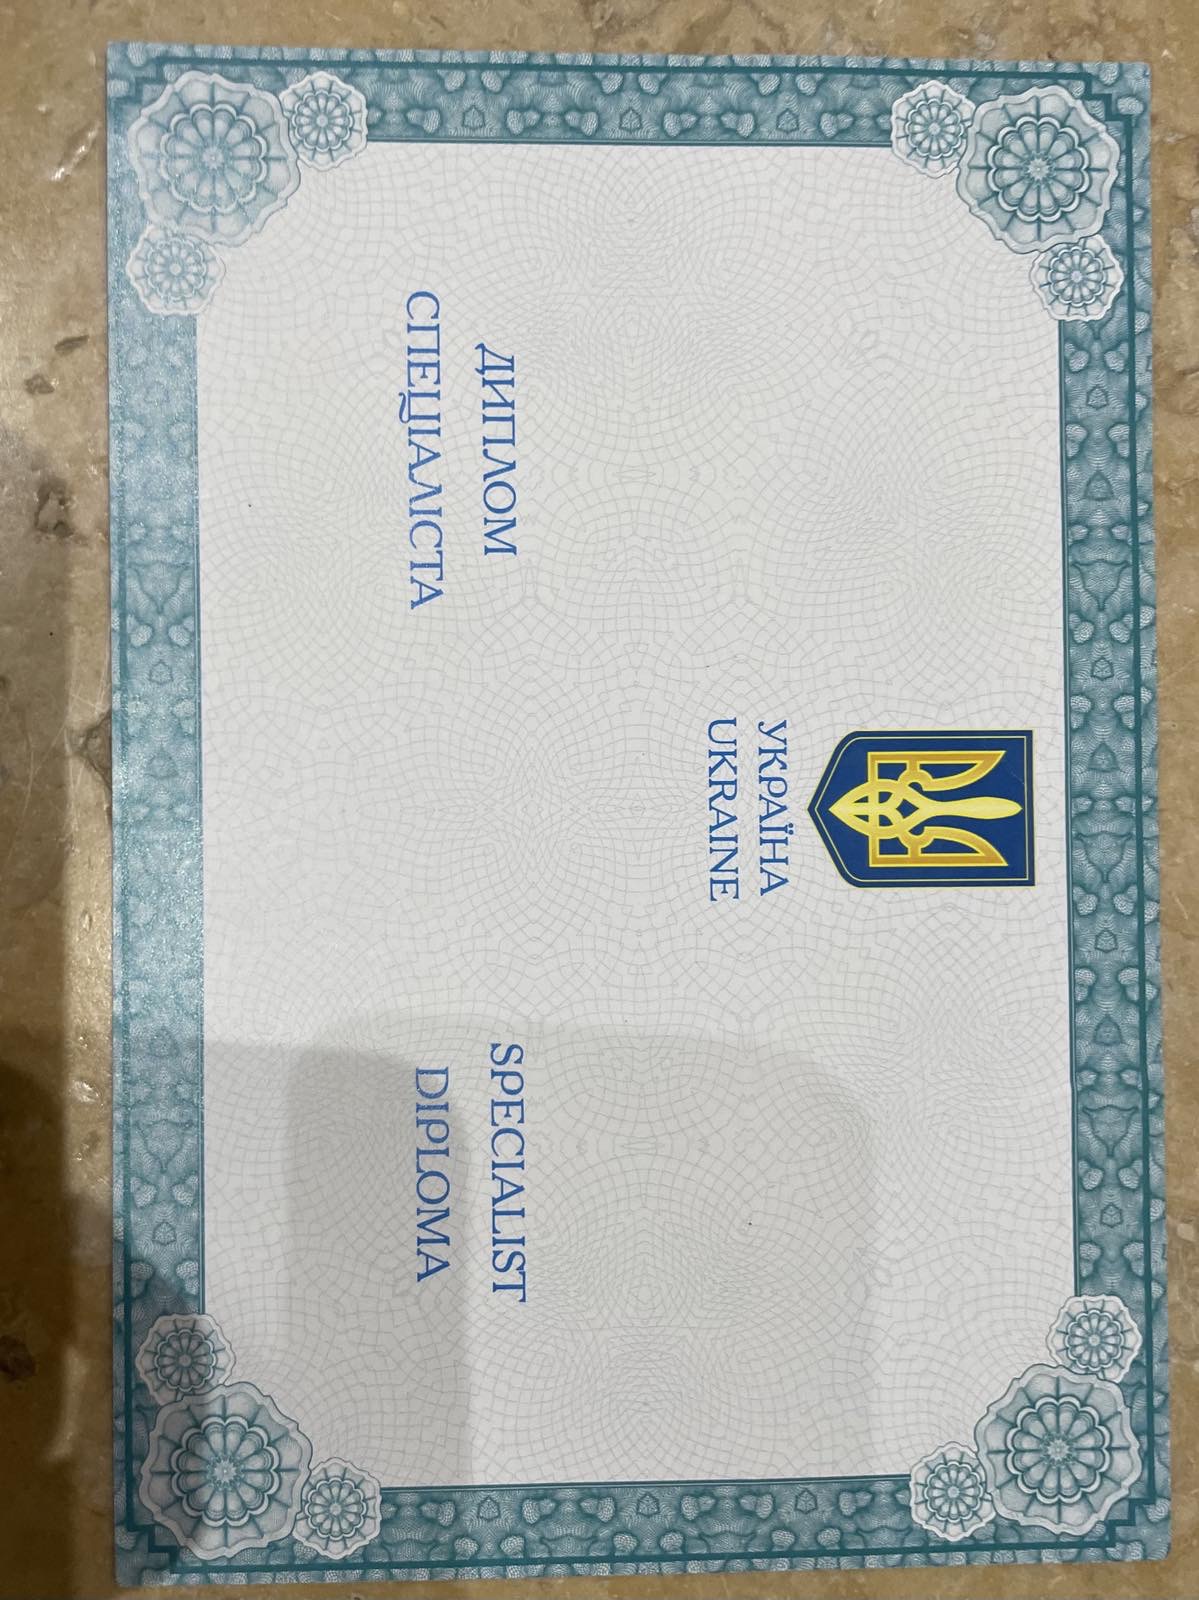 УКРАЇНА
UKRAINE
ДИПЛОМ
СПЕЦІАЛІСТА
SPECIALIST
DIPLOMA